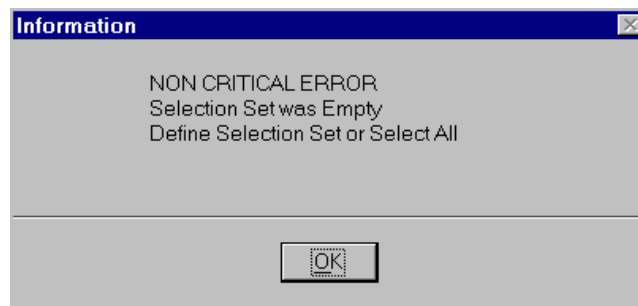 Information
NON CRITICAL ERROR
Selection Set was Empty
Define Selection Set or Select All
OK